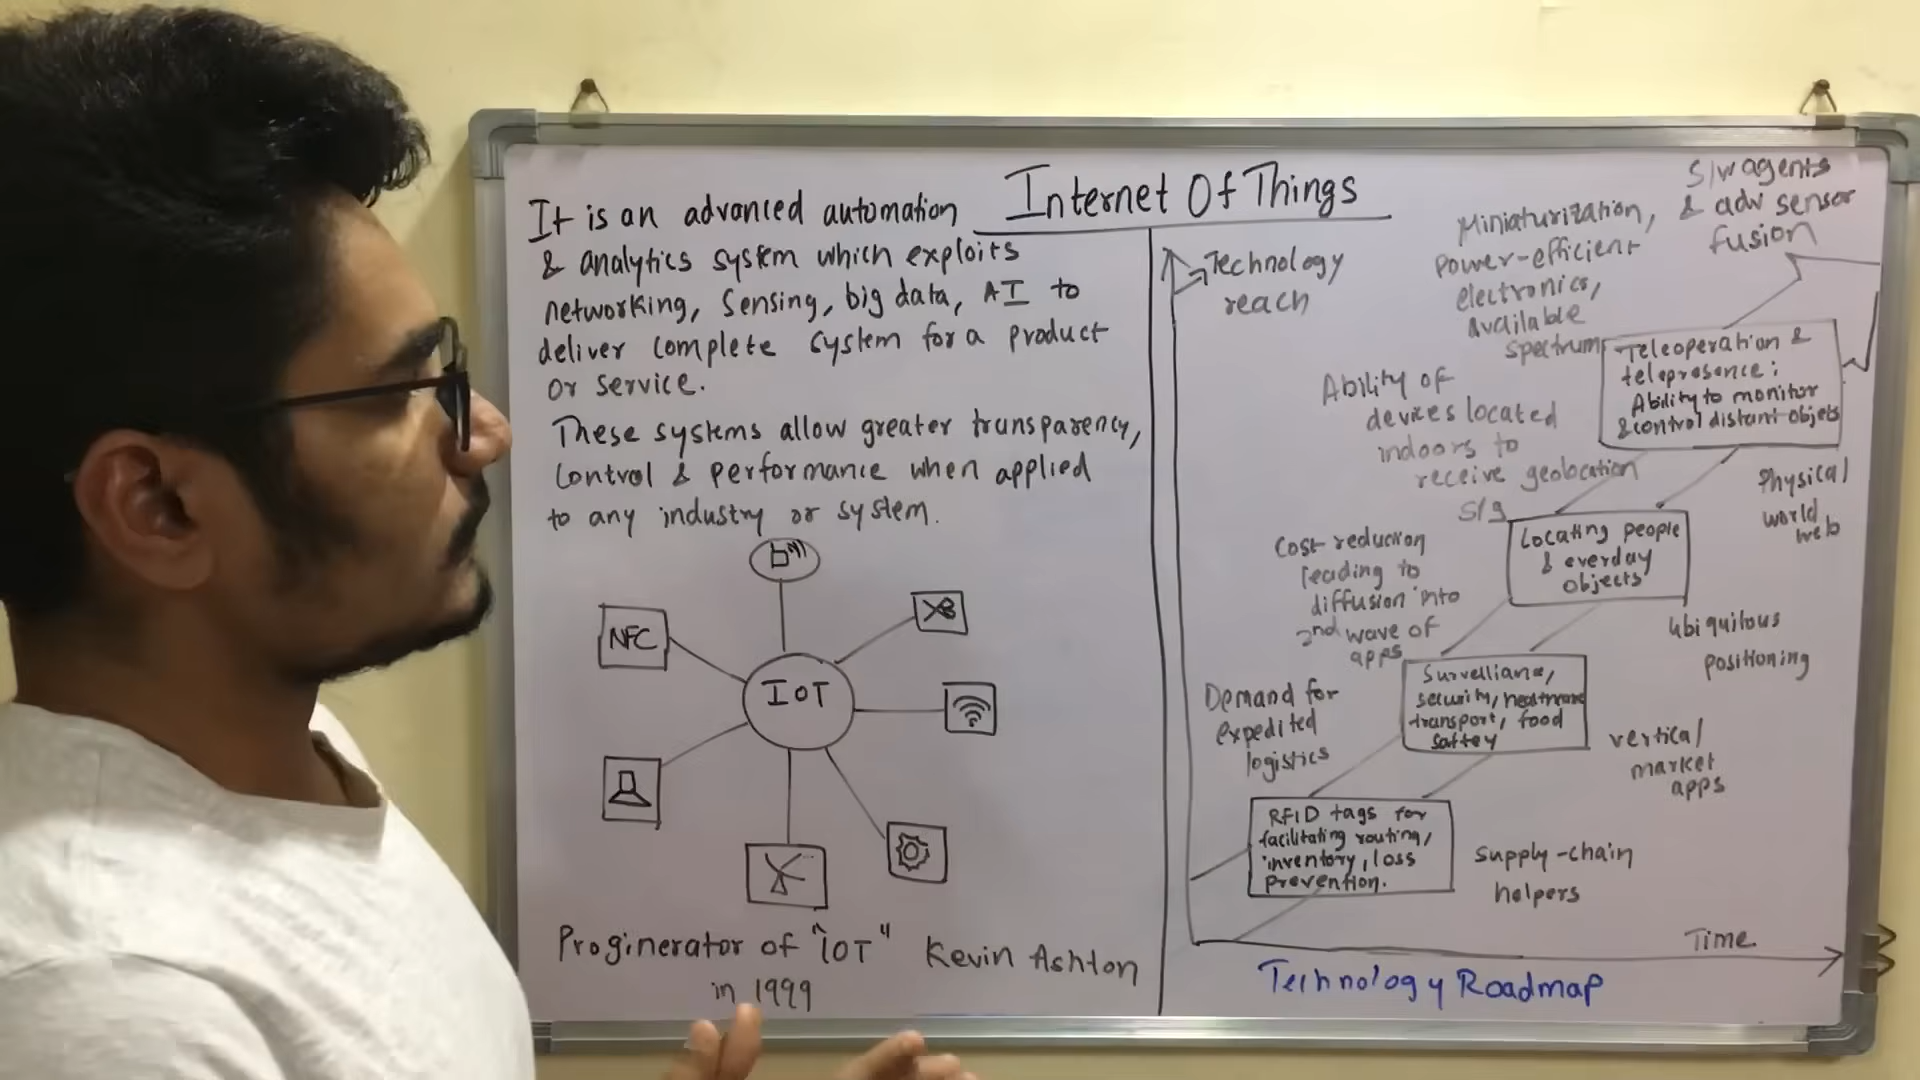 Internet Of Things
It is an advanced automation
& analytics system which exploits
networking, Sensing, big data, AI to
deliver complete system for a product
or service.
These systems allow greater transparency,
control & performance when applied
to any industry or system.
NFC
IOT
Proginerator of "IOT" Kevin Ashton
in 1999
Technology
reach
S/w agents
& adv sensor
fusion
Miniaturization,
power-efficient
electronics,
available
spectrum
Teleoperation &
telepresence:
Ability to monitor
& control distant objets
Physical
world
web
Ability of
devices located
indoors to
receive geolocation
s/g
Locating people
& everday
objects
Ubiquitous
positioning
Cost reduction
leading to
diffusion into
2nd wave of
apps
Survelliane,
security, healthcare
transport, food
saftey
vertical
market
apps
Demand for
expedited
logistics
RFID tags for
facilitating routing,
inventory, loss
prevention.
supply-chain
helpers
Time
Technology Roadmap